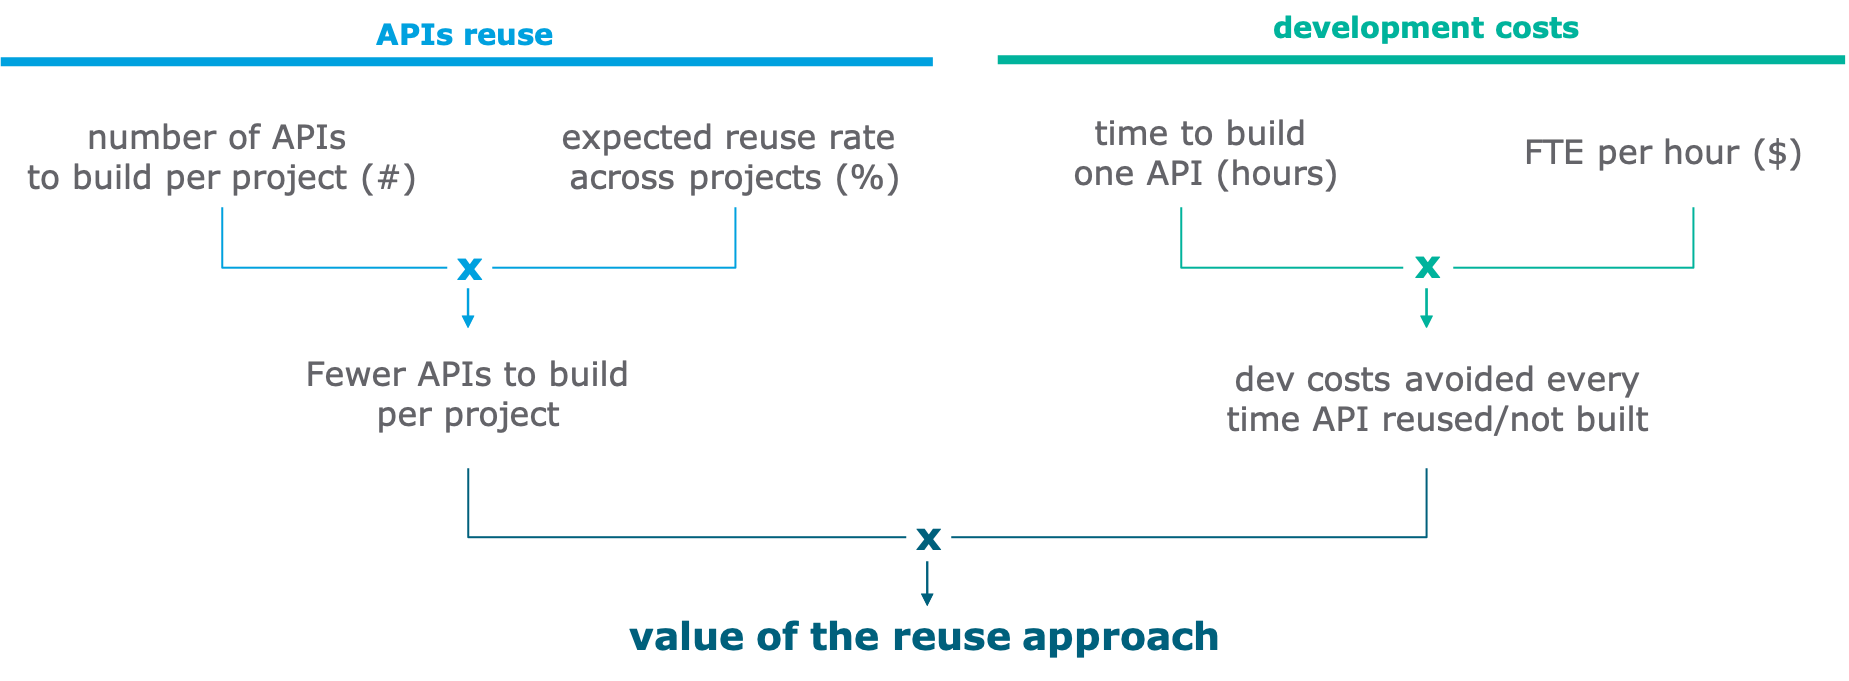 APIs reuse
development costs
number of APIs
to build per project (#)
expected reuse rate
across projects (%)
time to build
one API (hours)
FTE per hour ($)
x
x
Fewer APIs to build
per project
dev costs avoided every
time API reused/not built
x
value of the reuse approach